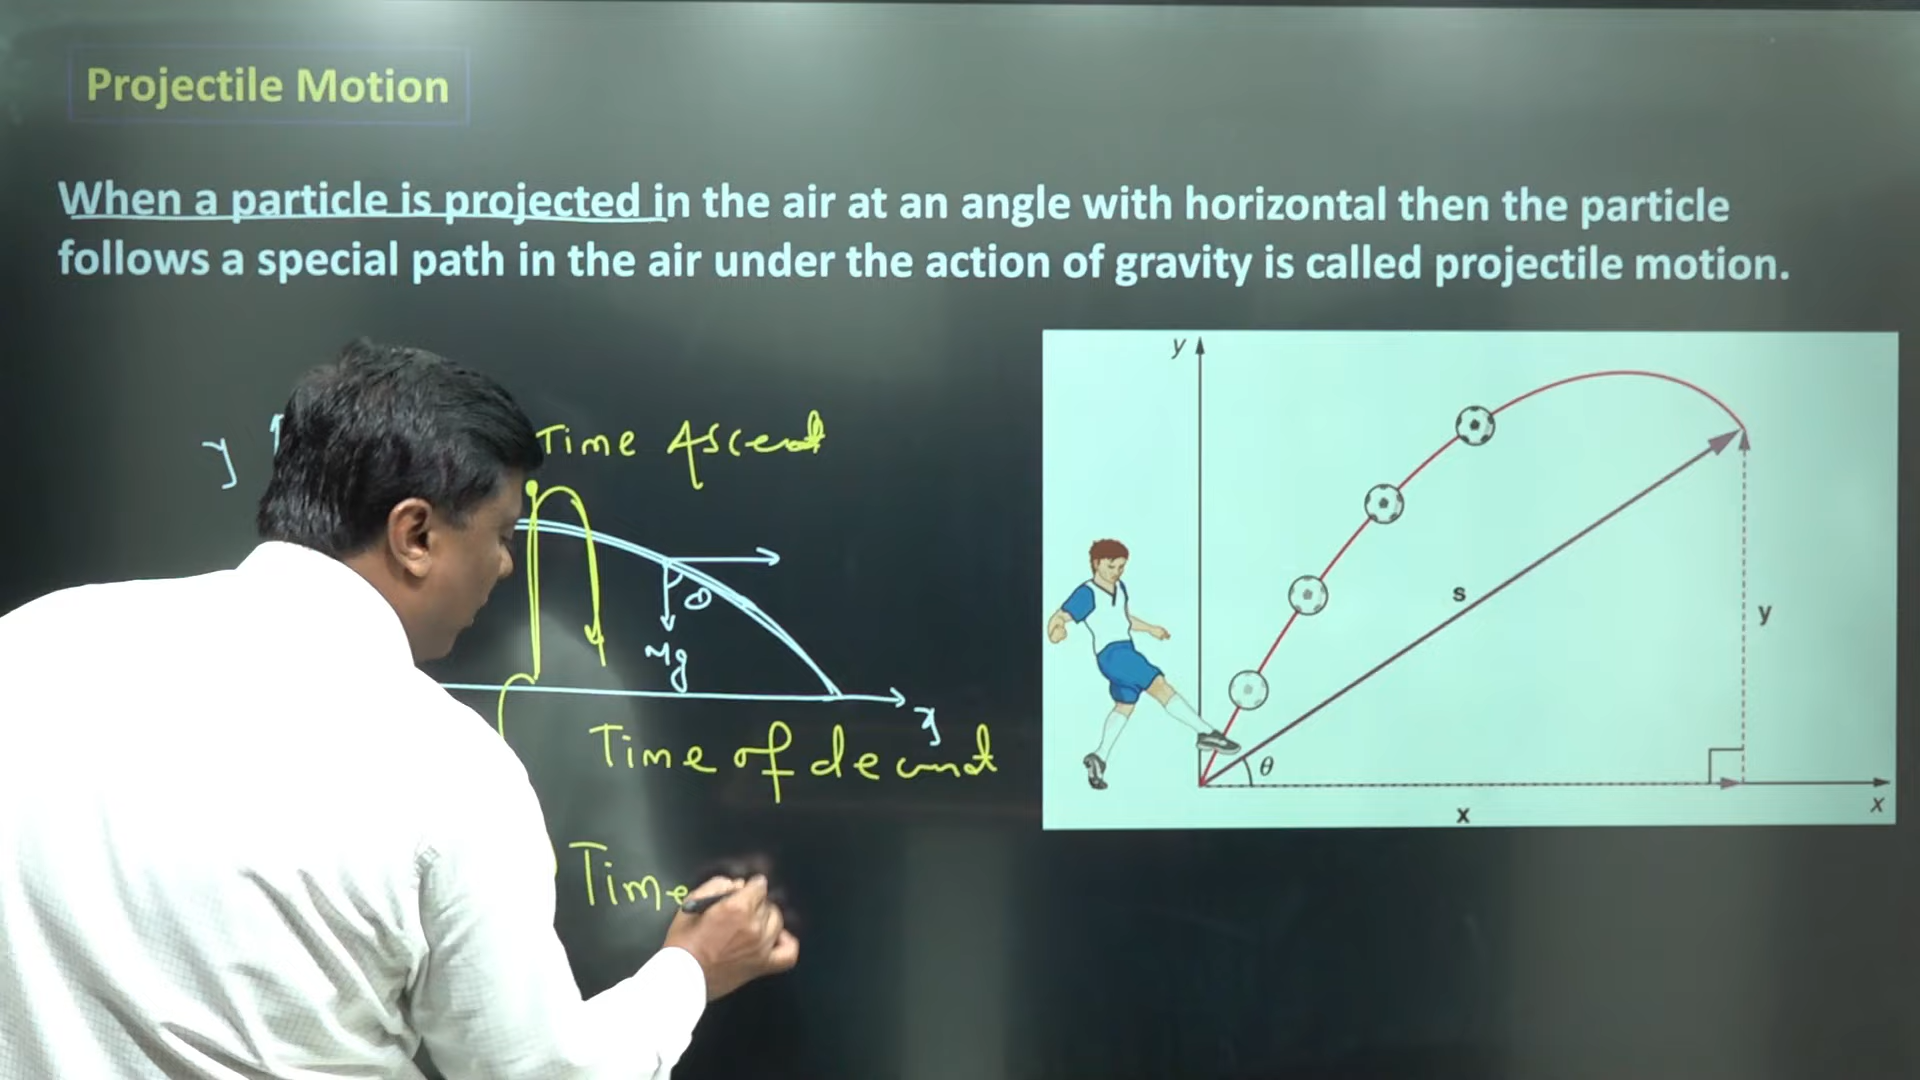 Projectile Motion
When a particle is projected in the air at an angle with horizontal then the particle
follows a special path in the air under the action of gravity is called projectile motion.
y
Time Ascent
Mg
x
Time of
Time
y
s
y
θ
x
x